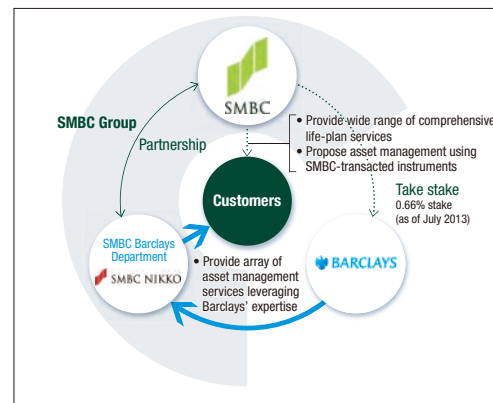 SMBC
SMBC Group
Partnership
• Provide wide range of comprehensive
life-plan services
• Propose asset management using
SMBC-transacted instruments
Customers
Take stake
0.66% stake
(as of July 2013)
SMBC Barclays
Department
SMBC NIKKO
• Provide array of
asset management
services leveraging
Barclays' expertise
BARCLAYS